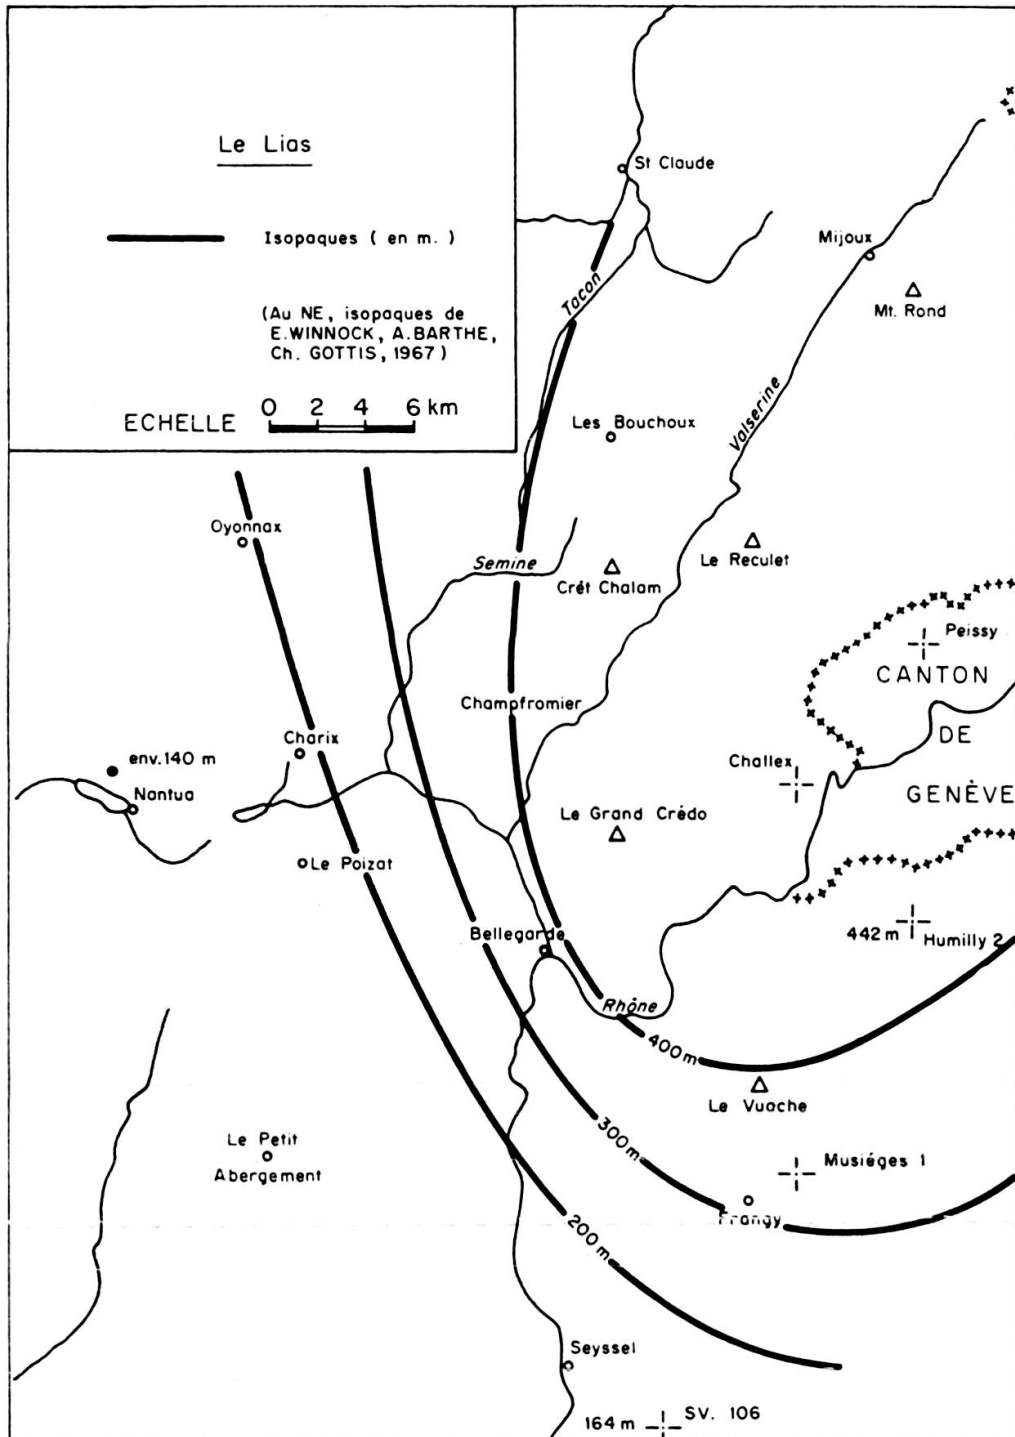 Le Lias
Isopaques ( en m. )
(Au NE, isopaques de
E.WINNOCK, A.BARTHE,
Ch. GOTTIS, 1967)
ECHELLE 0 2 4 6 km
St Claude
Mijoux
Mt. Rond
Tacon
Valserine
Les Bouchoux
Oyonnax
Semine
Crêt Chalam
Le Reculet
Peissy
CANTON
DE
GENÈVE
Champfromier
Charix
env. 140 m
Nantua
Challex
Le Grand Crédo
Le Poizat
Bellegarde
442 m
Humilly 2
Rhône
400 m
Le Vuache
300 m
Musiéges 1
Le Petit
Abergement
Frangy
200 m
Seyssel
164 m
SV. 106